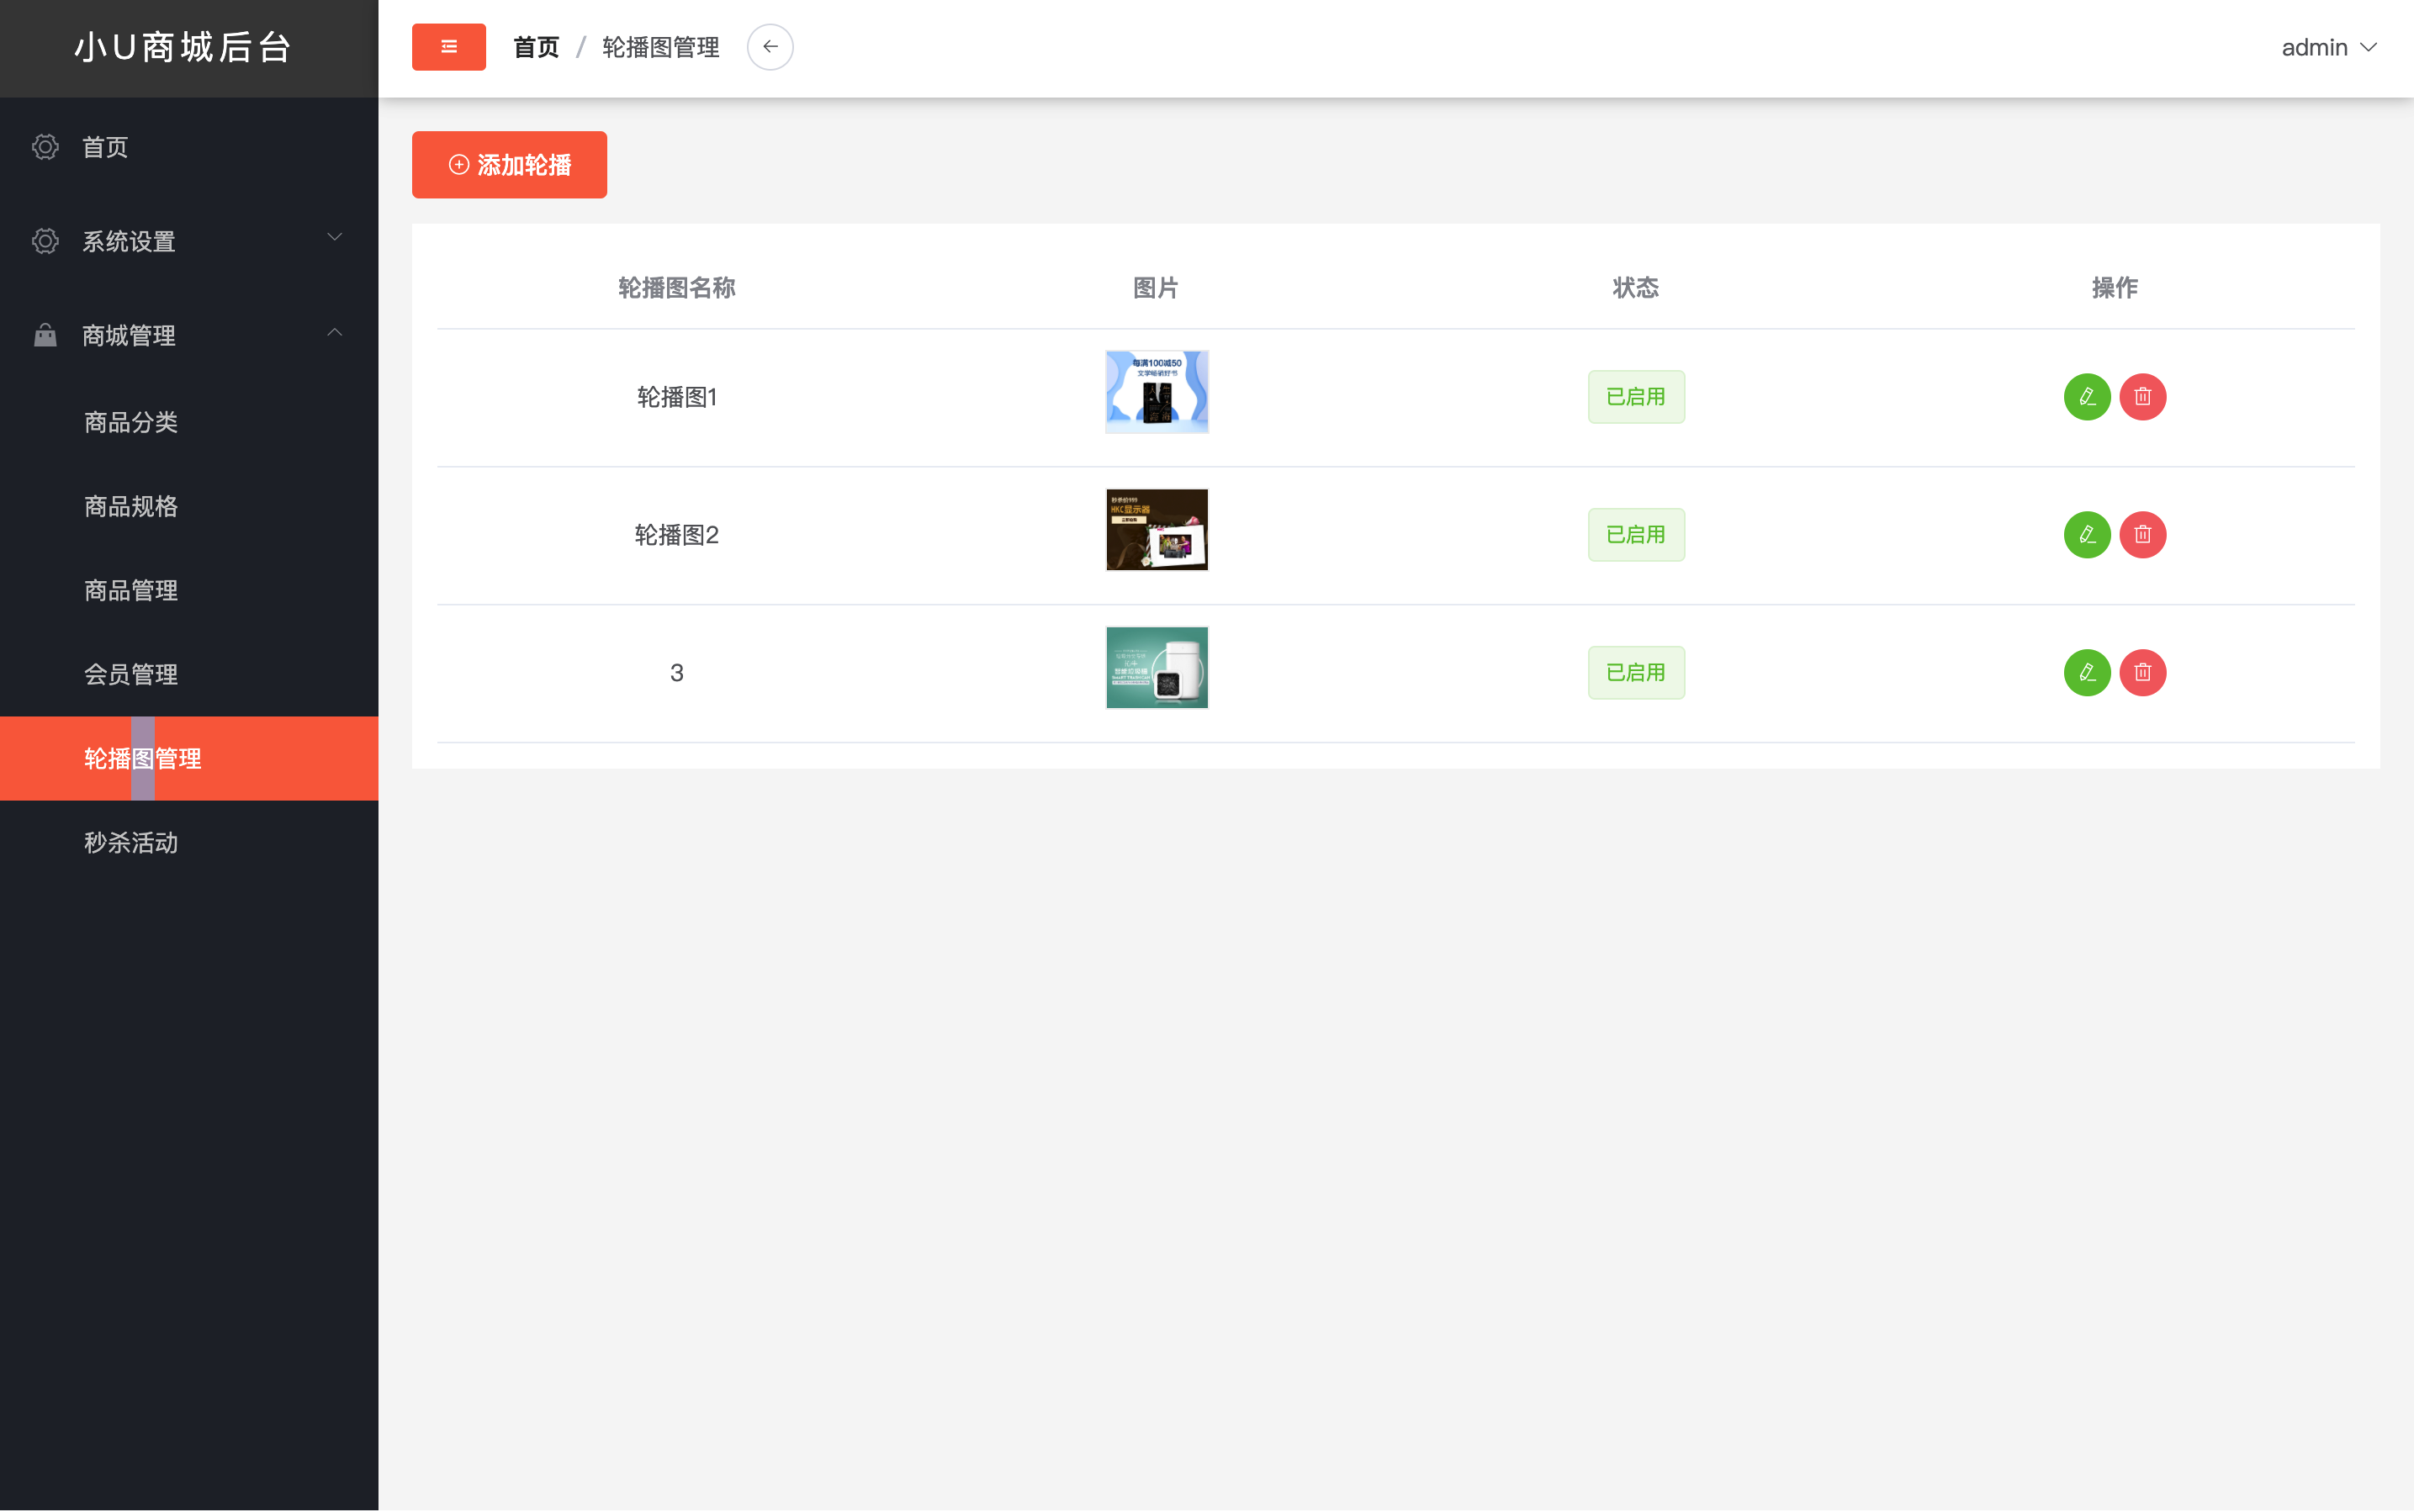 小U商城后台
首页 / 轮播图管理
admin
首页
系统设置
商城管理
商品分类
商品规格
商品管理
会员管理
轮播图管理
秒杀活动
添加轮播
轮播图名称 图片 状态 操作
轮播图1 已启用
每满100减50
文学畅销好书
轮播图2 已启用
HKC显示器
3 已启用